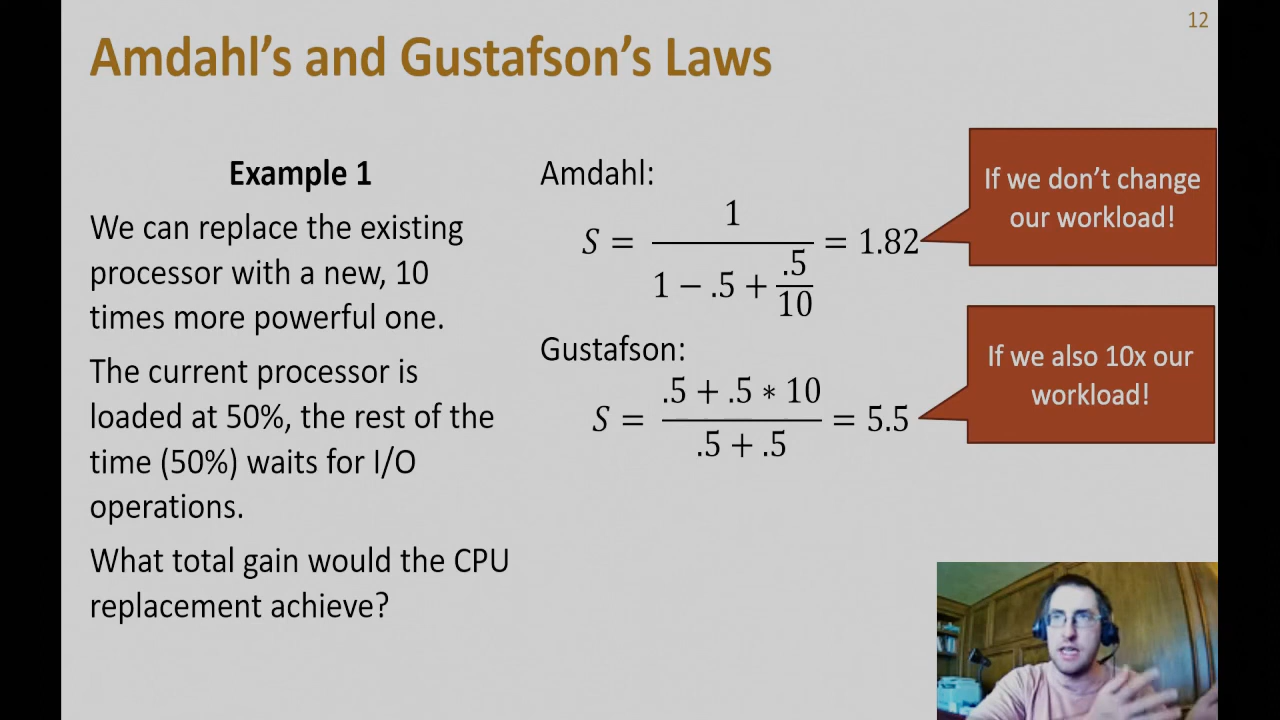 12
Amdahl's and Gustafson's Laws
Example 1
We can replace the existing
processor with a new, 10
times more powerful one.
The current processor is
loaded at 50%, the rest of the
time (50%) waits for I/O
operations.
What total gain would the CPU
replacement achieve?
Amdahl:
S = 1 / (1 − .5 + .5/10) = 1.82
If we don't change
our workload!
Gustafson:
S = (.5 + .5 ∗ 10) / (.5 + .5) = 5.5
If we also 10x our
workload!